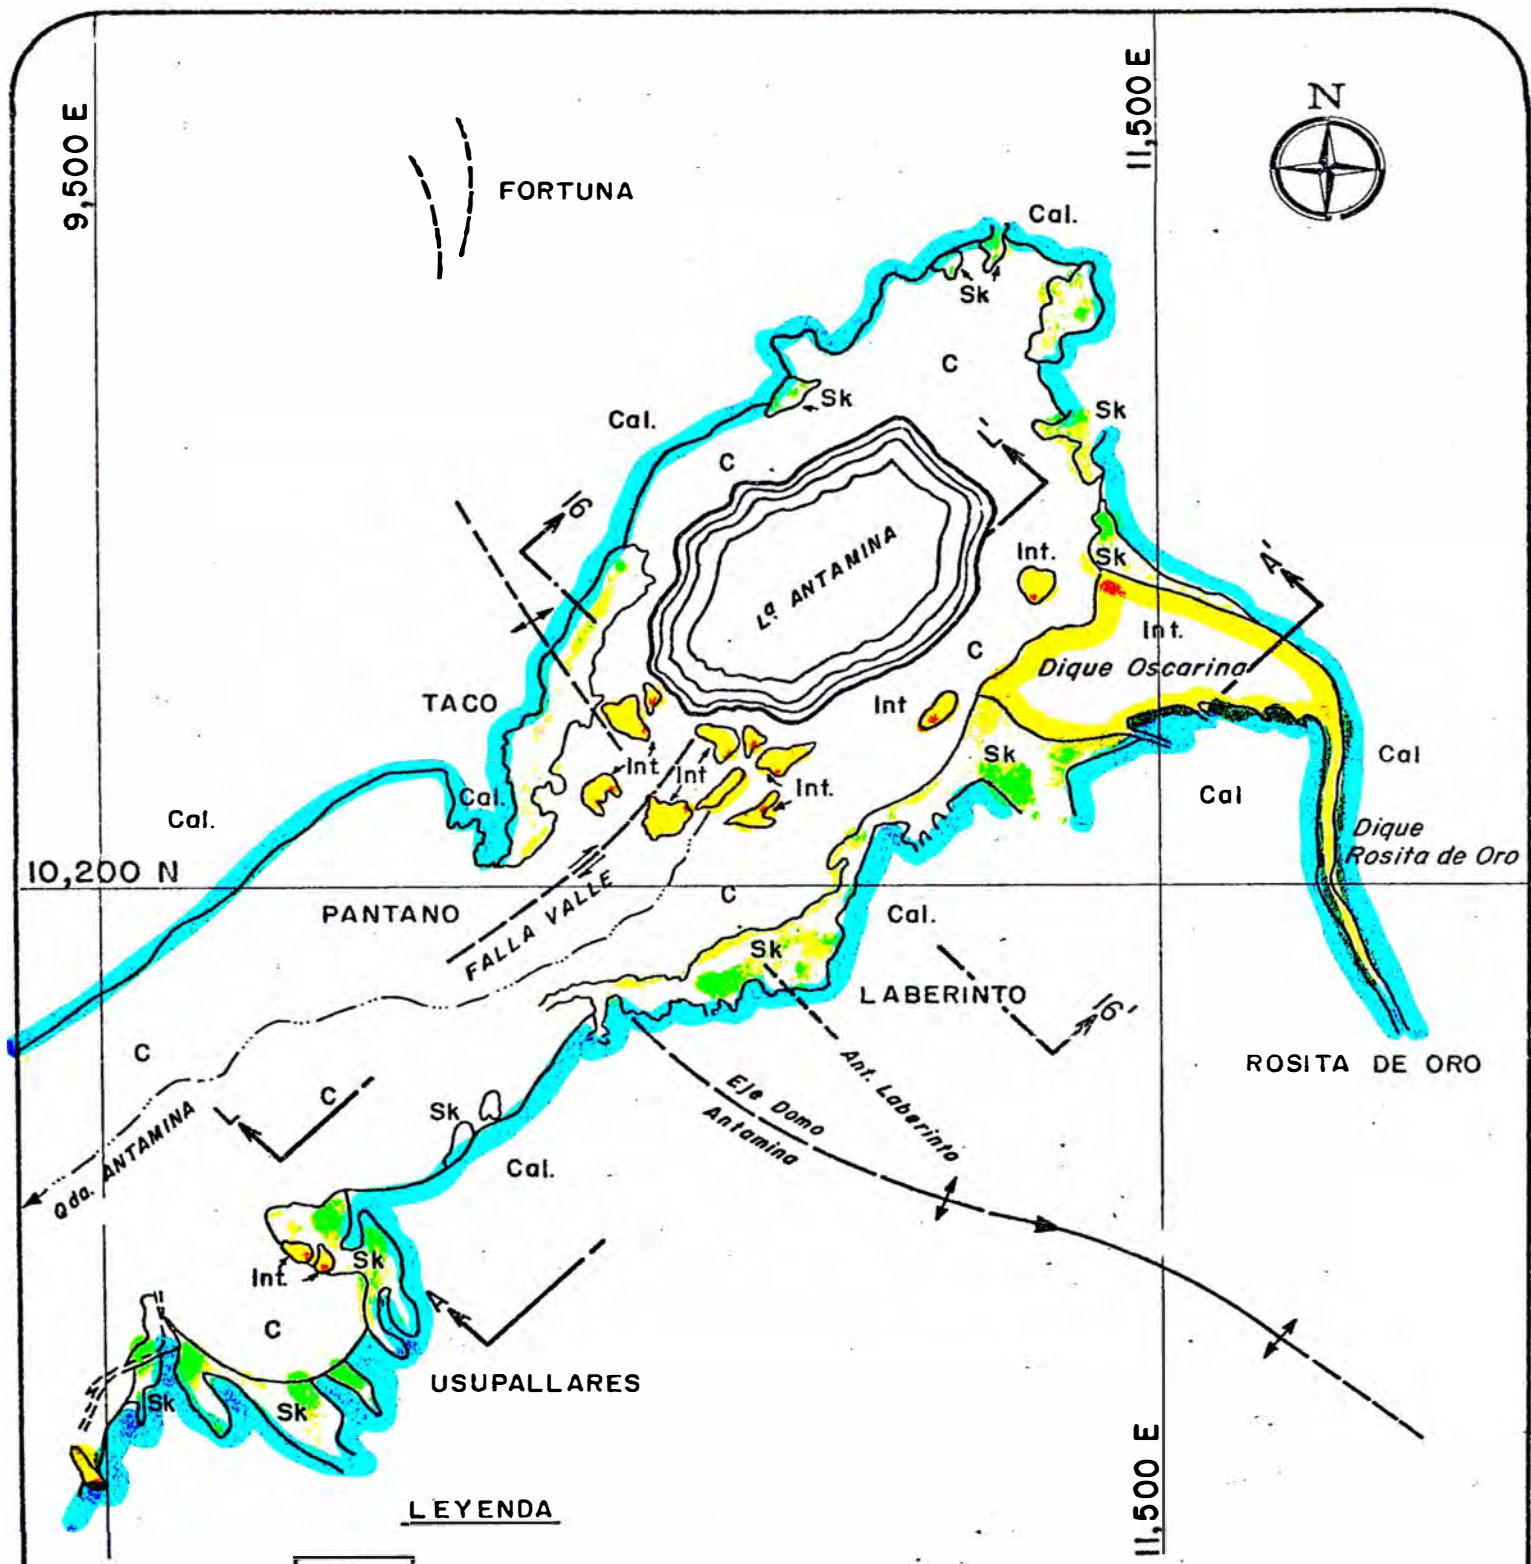 N
9,500 E
11,500 E
FORTUNA
Cal.
Sk
C
Sk
Cal.
Sk
C
L'
16
Lª ANTAMINA
Int.
Sk
A'
Int.
C
Dique Oscarina
TACO
Int
Int.
Int
Int.
Sk
Cal
Cal.
Cal.
Cal
Dique
Rosita de Oro
10,200 N
PANTANO
FALLA VALLE
C
Cal.
Sk
LABERINTO
16'
ROSITA DE ORO
C
Ant. Laberinto
Eje Domo
Antamina
L
C
Sk
Cal.
Qda. ANTAMINA
Sk
Int.
A
C
USUPALLARES
Sk
Sk
11,500 E
LEYENDA